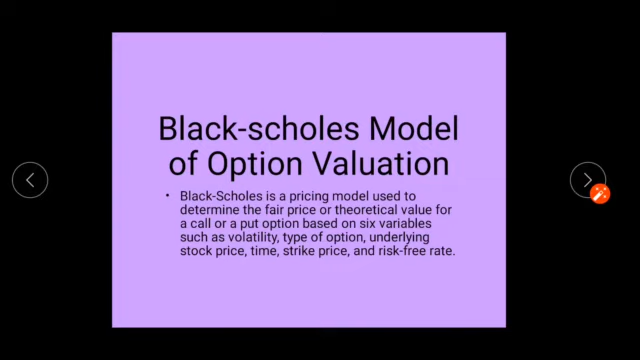 Black-scholes Model
of Option Valuation
• Black-Scholes is a pricing model used to
determine the fair price or theoretical value for
a call or a put option based on six variables
such as volatility, type of option, underlying
stock price, time, strike price, and risk-free rate.